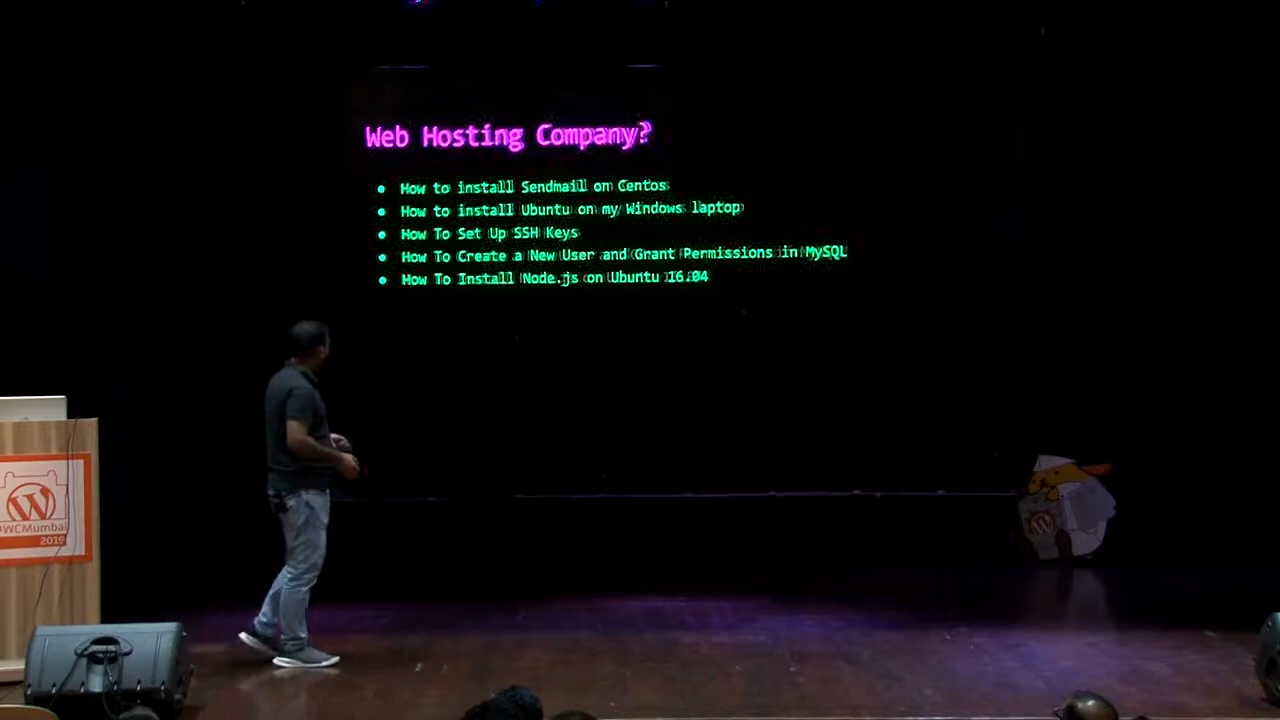 Web Hosting Company?
How to install Sendmail on Centos
How to install Ubuntu on my Windows laptop
How To Set Up SSH Keys
How To Create a New User and Grant Permissions in MySQL
How To Install Node.js on Ubuntu 16.04
#WCMumbai
2019